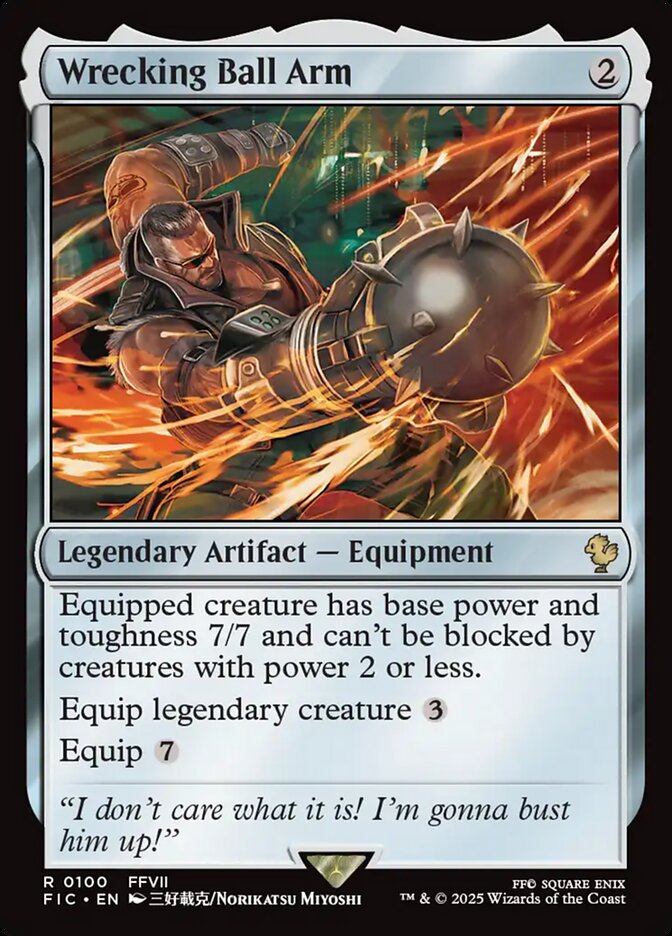 Wrecking Ball Arm 2
Legendary Artifact — Equipment
Equipped creature has base power and
toughness 7/7 and can't be blocked by
creatures with power 2 or less.
Equip legendary creature 3
Equip 7
“I don't care what it is! I'm gonna bust
him up!”
R 0100 FFVII
FIC • EN 三好載克/Norikatsu Miyoshi
FF© SQUARE ENIX
™ & © 2025 Wizards of the Coast